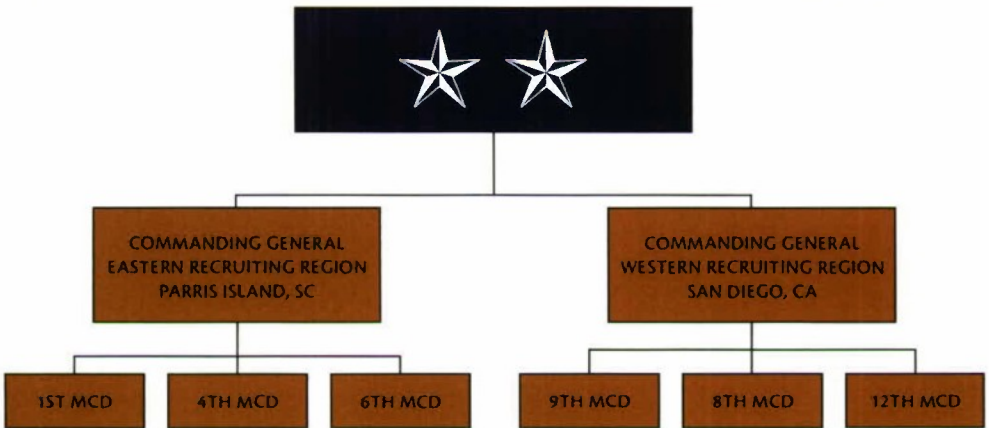 COMMANDING GENERAL
EASTERN RECRUITING REGION
PARRIS ISLAND, SC
COMMANDING GENERAL
WESTERN RECRUITING REGION
SAN DIEGO, CA
1ST MCD
4TH MCD
6TH MCD
9TH MCD
8TH MCD
12TH MCD